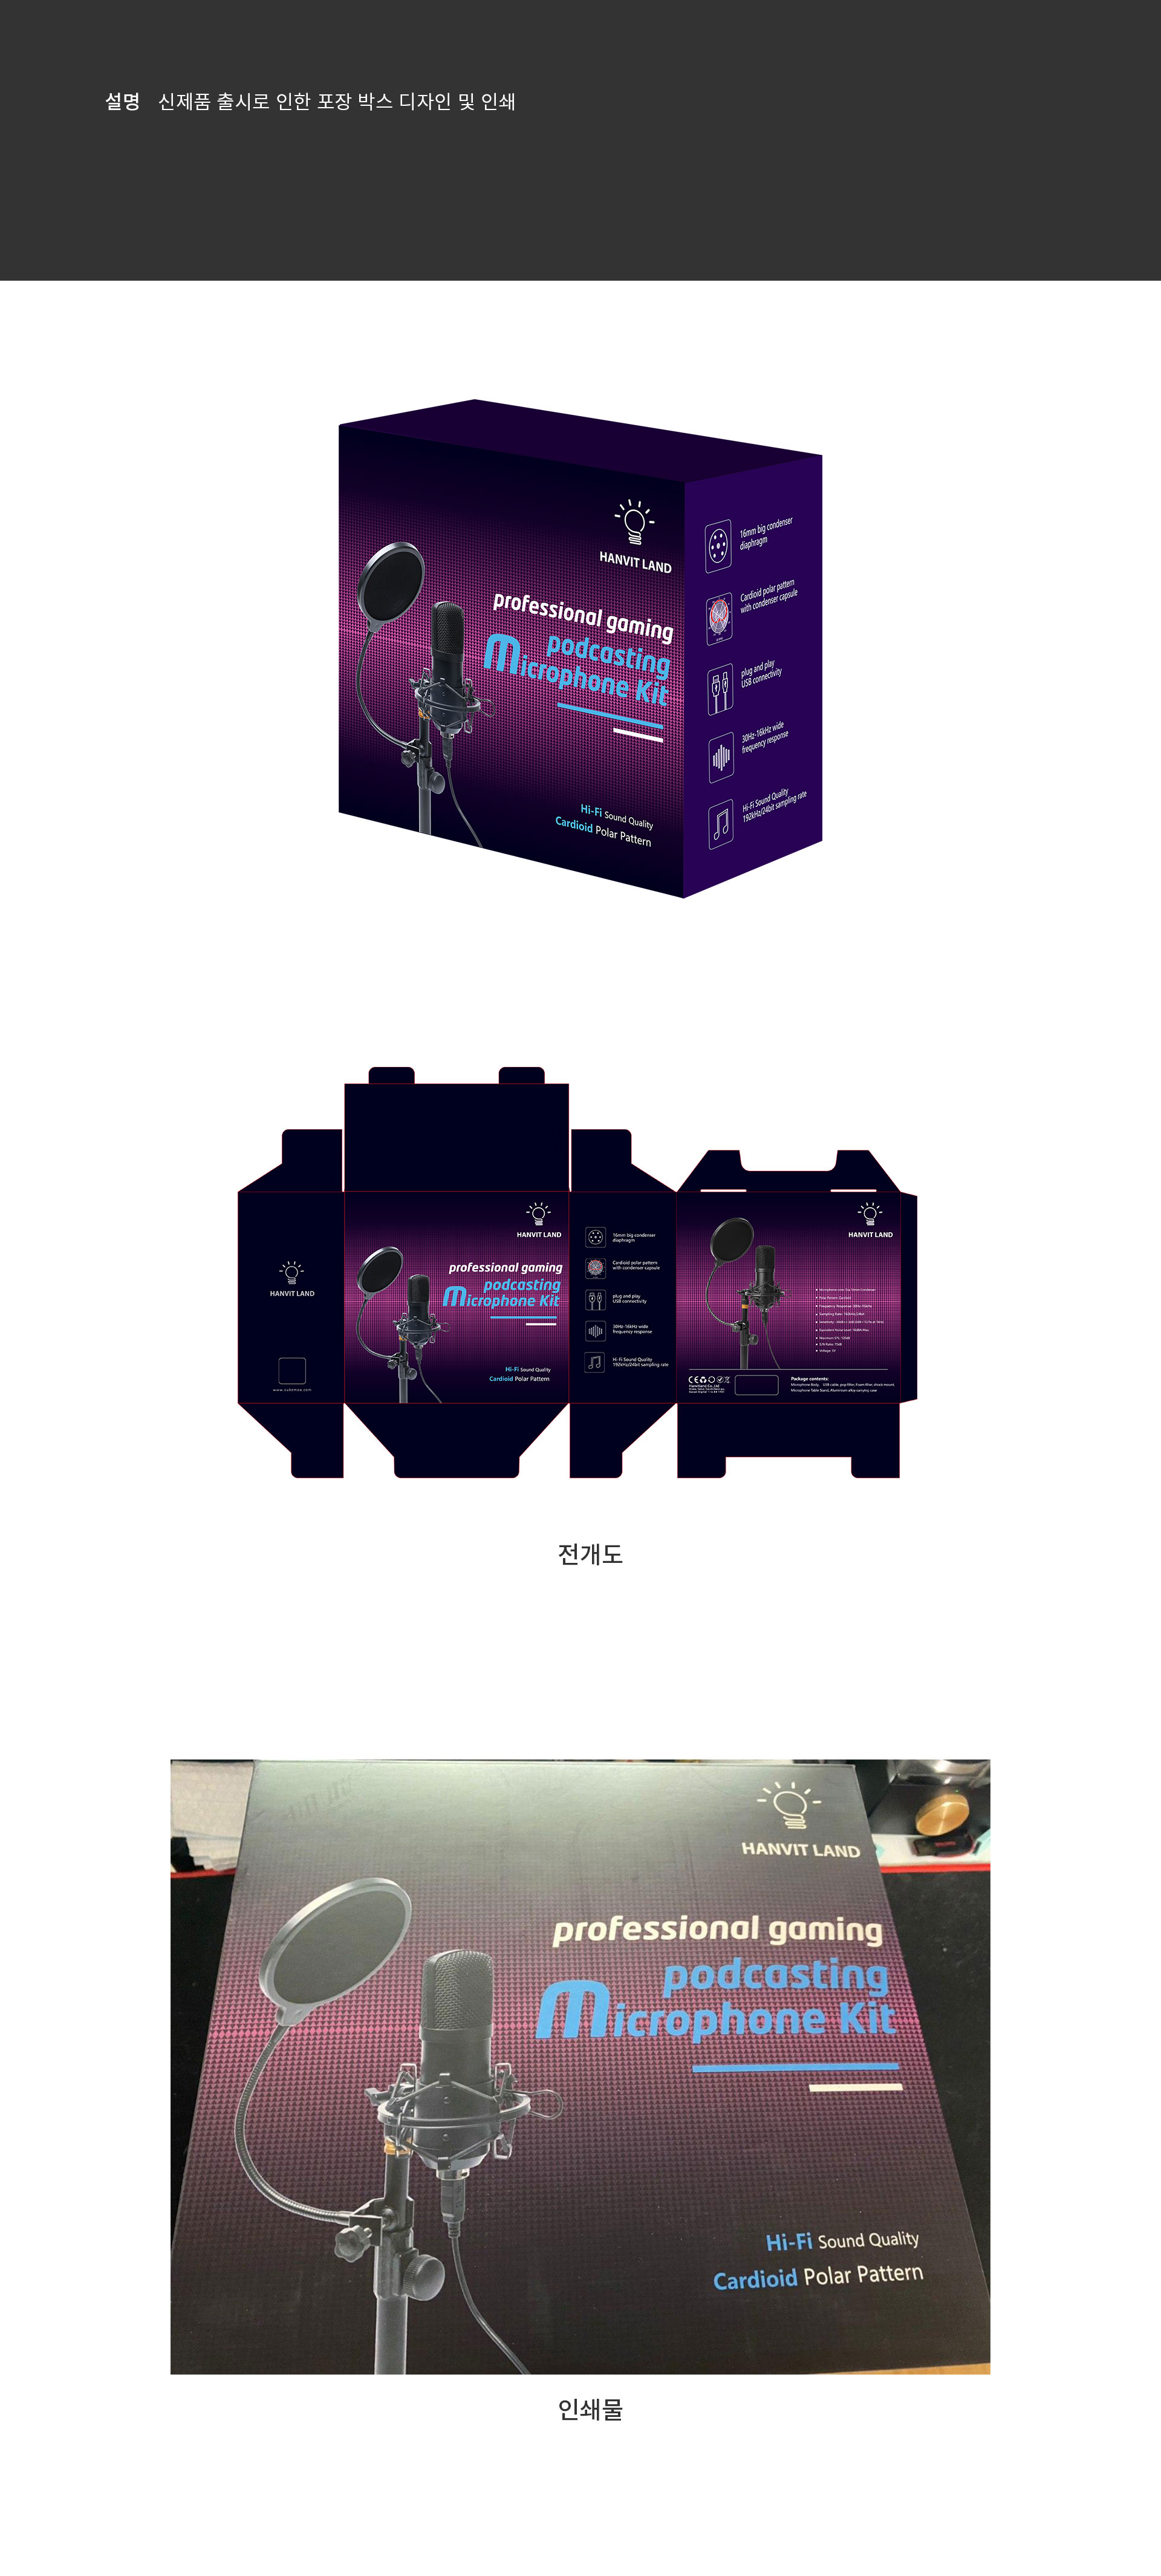 설명 신제품 출시로 인한 포장 박스 디자인 및 인쇄
HANVIT LAND
professional gaming
podcasting
Microphone Kit
Hi-Fi Sound Quality
Cardioid Polar Pattern
16mm big condenser
diaphragm
Cardioid polar pattern
with condenser capsule
plug and play
USB connectivity
30Hz-16kHz wide
frequency response
Hi-Fi Sound Quality
192kHz/24bit sampling rate
HANVIT LAND
HANVIT LAND
professional gaming
podcasting
Microphone Kit
Hi-Fi Sound Quality
Cardioid Polar Pattern
16mm big condenser
diaphragm
Cardioid polar pattern
with condenser capsule
plug and play
USB connectivity
30Hz-16kHz wide
frequency response
Hi-Fi Sound Quality
192kHz/24bit sampling rate
HANVIT LAND
Package contents:
전개도
HANVIT LAND
professional gaming
podcasting
Microphone Kit
Hi-Fi Sound Quality
Cardioid Polar Pattern
인쇄물